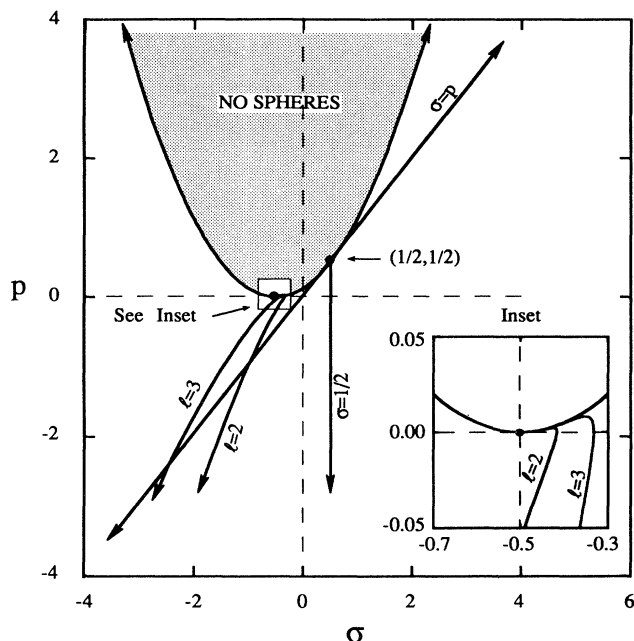 4
NO SPHERES
σ=p
2
(1/2,1/2)
p
0
See Inset
Inset
0.05
ℓ=3
ℓ=2
σ=1/2
-2
0.00
ℓ=2
ℓ=3
-0.05
-0.7
-0.5
-0.3
-4
-4
-2
0
2
4
6
σ